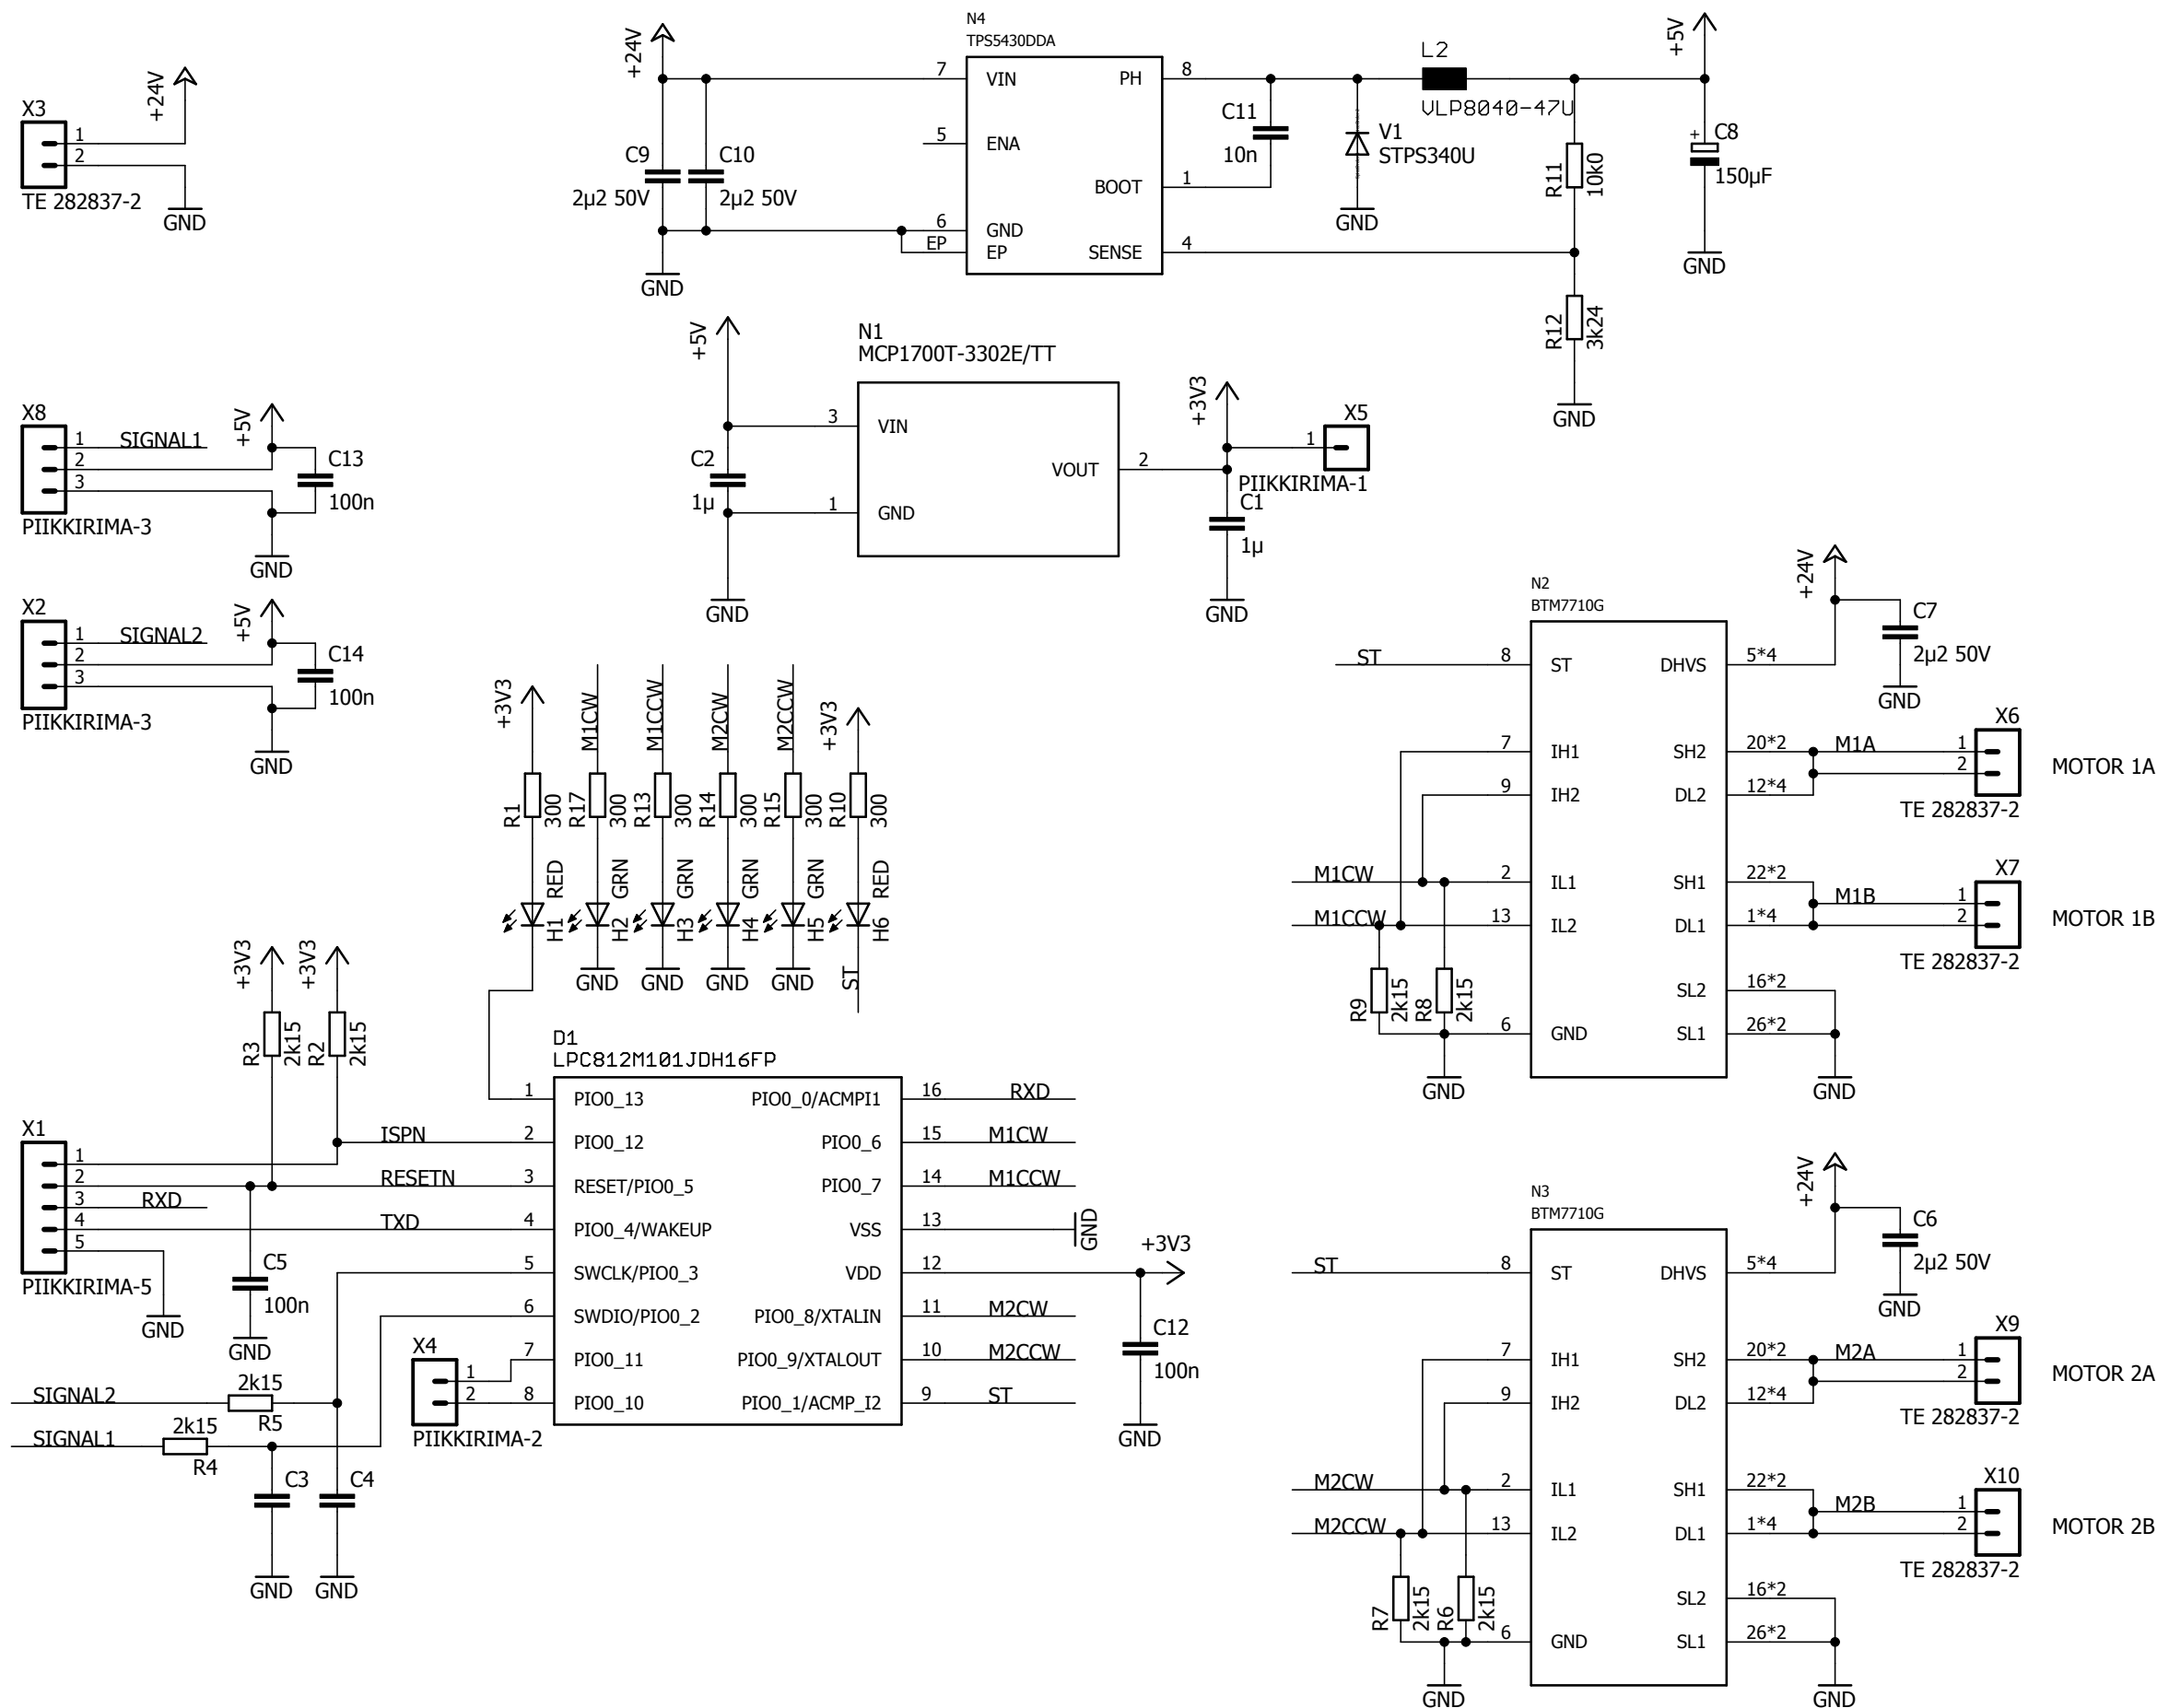 X3
1
2
TE 282837-2
+24V
GND
X8
1
2
3
SIGNAL1
PIIKKIRIMA-3
+5V
C13
100n
GND
X2
1
2
3
SIGNAL2
PIIKKIRIMA-3
+5V
C14
100n
GND
+24V
C9
2µ2 50V
C10
2µ2 50V
GND
N4
TPS5430DDA
7 VIN
5 ENA
6 GND
EP EP
PH 8
BOOT 1
SENSE 4
C11
10n
V1
STPS340U
GND
L2
VLP8040-47U
R11
10k0
R12
3k24
GND
+5V
+
C8
150µF
GND
+5V
C2
1µ
GND
N1
MCP1700T-3302E/TT
3 VIN
1 GND
VOUT 2
+3V3
X5
1
PIIKKIRIMA-1
C1
1µ
GND
+3V3
M1CW
M1CCW
M2CW
M2CCW
+3V3
R1
300
R17
300
R13
300
R14
300
R15
300
R10
300
RED
GRN
GRN
GRN
GRN
RED
H1
H2
H3
H4
H5
H6
GND
GND
GND
GND
ST
+3V3
+3V3
R3
2k15
R2
2k15
X1
1
2
3
4
5
PIIKKIRIMA-5
ISPN
RESETN
RXD
TXD
GND
C5
100n
GND
SIGNAL2
2k15
R5
SIGNAL1
2k15
R4
C3
C4
GND
GND
X4
1
2
PIIKKIRIMA-2
D1
LPC812M101JDH16FP
1 PIO0_13
2 PIO0_12
3 RESET/PIO0_5
4 PIO0_4/WAKEUP
5 SWCLK/PIO0_3
6 SWDIO/PIO0_2
7 PIO0_11
8 PIO0_10
PIO0_0/ACMPI1 16 RXD
PIO0_6 15 M1CW
PIO0_7 14 M1CCW
VSS 13 GND
VDD 12 +3V3
PIO0_8/XTALIN 11 M2CW
PIO0_9/XTALOUT 10 M2CCW
PIO0_1/ACMP_I2 9 ST
C12
100n
GND
N2
BTM7710G
ST 8 ST
7 IH1
9 IH2
M1CW 2 IL1
M1CCW 13 IL2
6 GND
R9
2k15
R8
2k15
GND
DHVS 5*4
SH2 20*2
DL2 12*4
SH1 22*2
DL1 1*4
SL2 16*2
SL1 26*2
GND
+24V
C7
2µ2 50V
GND
M1A
X6
1
2
TE 282837-2
MOTOR 1A
M1B
X7
1
2
TE 282837-2
MOTOR 1B
N3
BTM7710G
ST 8 ST
7 IH1
9 IH2
M2CW 2 IL1
M2CCW 13 IL2
6 GND
R7
2k15
R6
2k15
GND
DHVS 5*4
SH2 20*2
DL2 12*4
SH1 22*2
DL1 1*4
SL2 16*2
SL1 26*2
GND
+24V
C6
2µ2 50V
GND
M2A
X9
1
2
TE 282837-2
MOTOR 2A
M2B
X10
1
2
TE 282837-2
MOTOR 2B